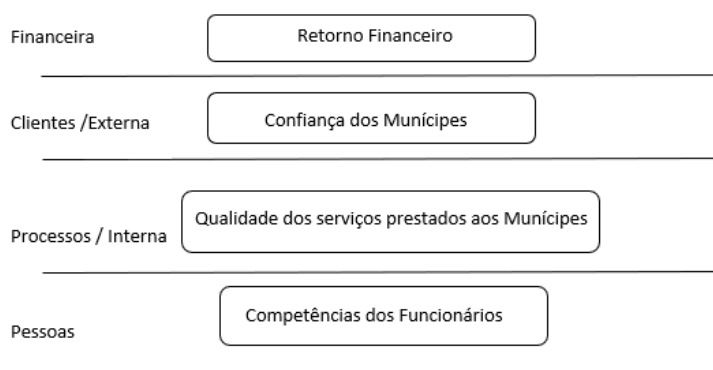 Financeira
Retorno Financeiro
Clientes /Externa
Confiança dos Munícipes
Processos / Interna
Qualidade dos serviços prestados aos Munícipes
Pessoas
Competências dos Funcionários